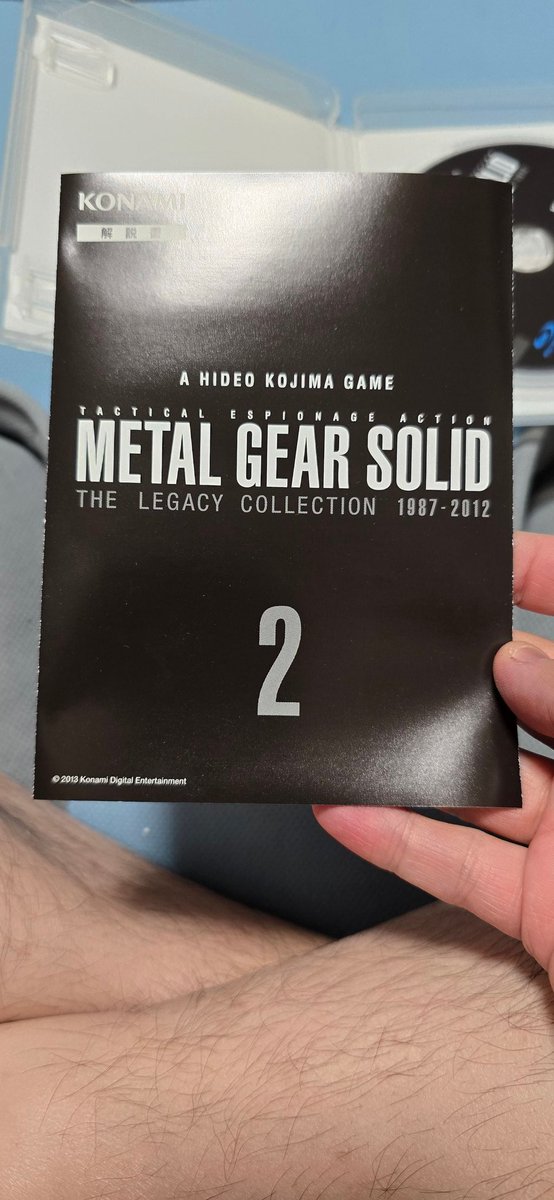 KONAMI
解説書
A HIDEO KOJIMA GAME
TACTICAL ESPIONAGE ACTION
METAL GEAR SOLID
THE LEGACY COLLECTION 1987-2012
2
© 2013 Konami Digital Entertainment